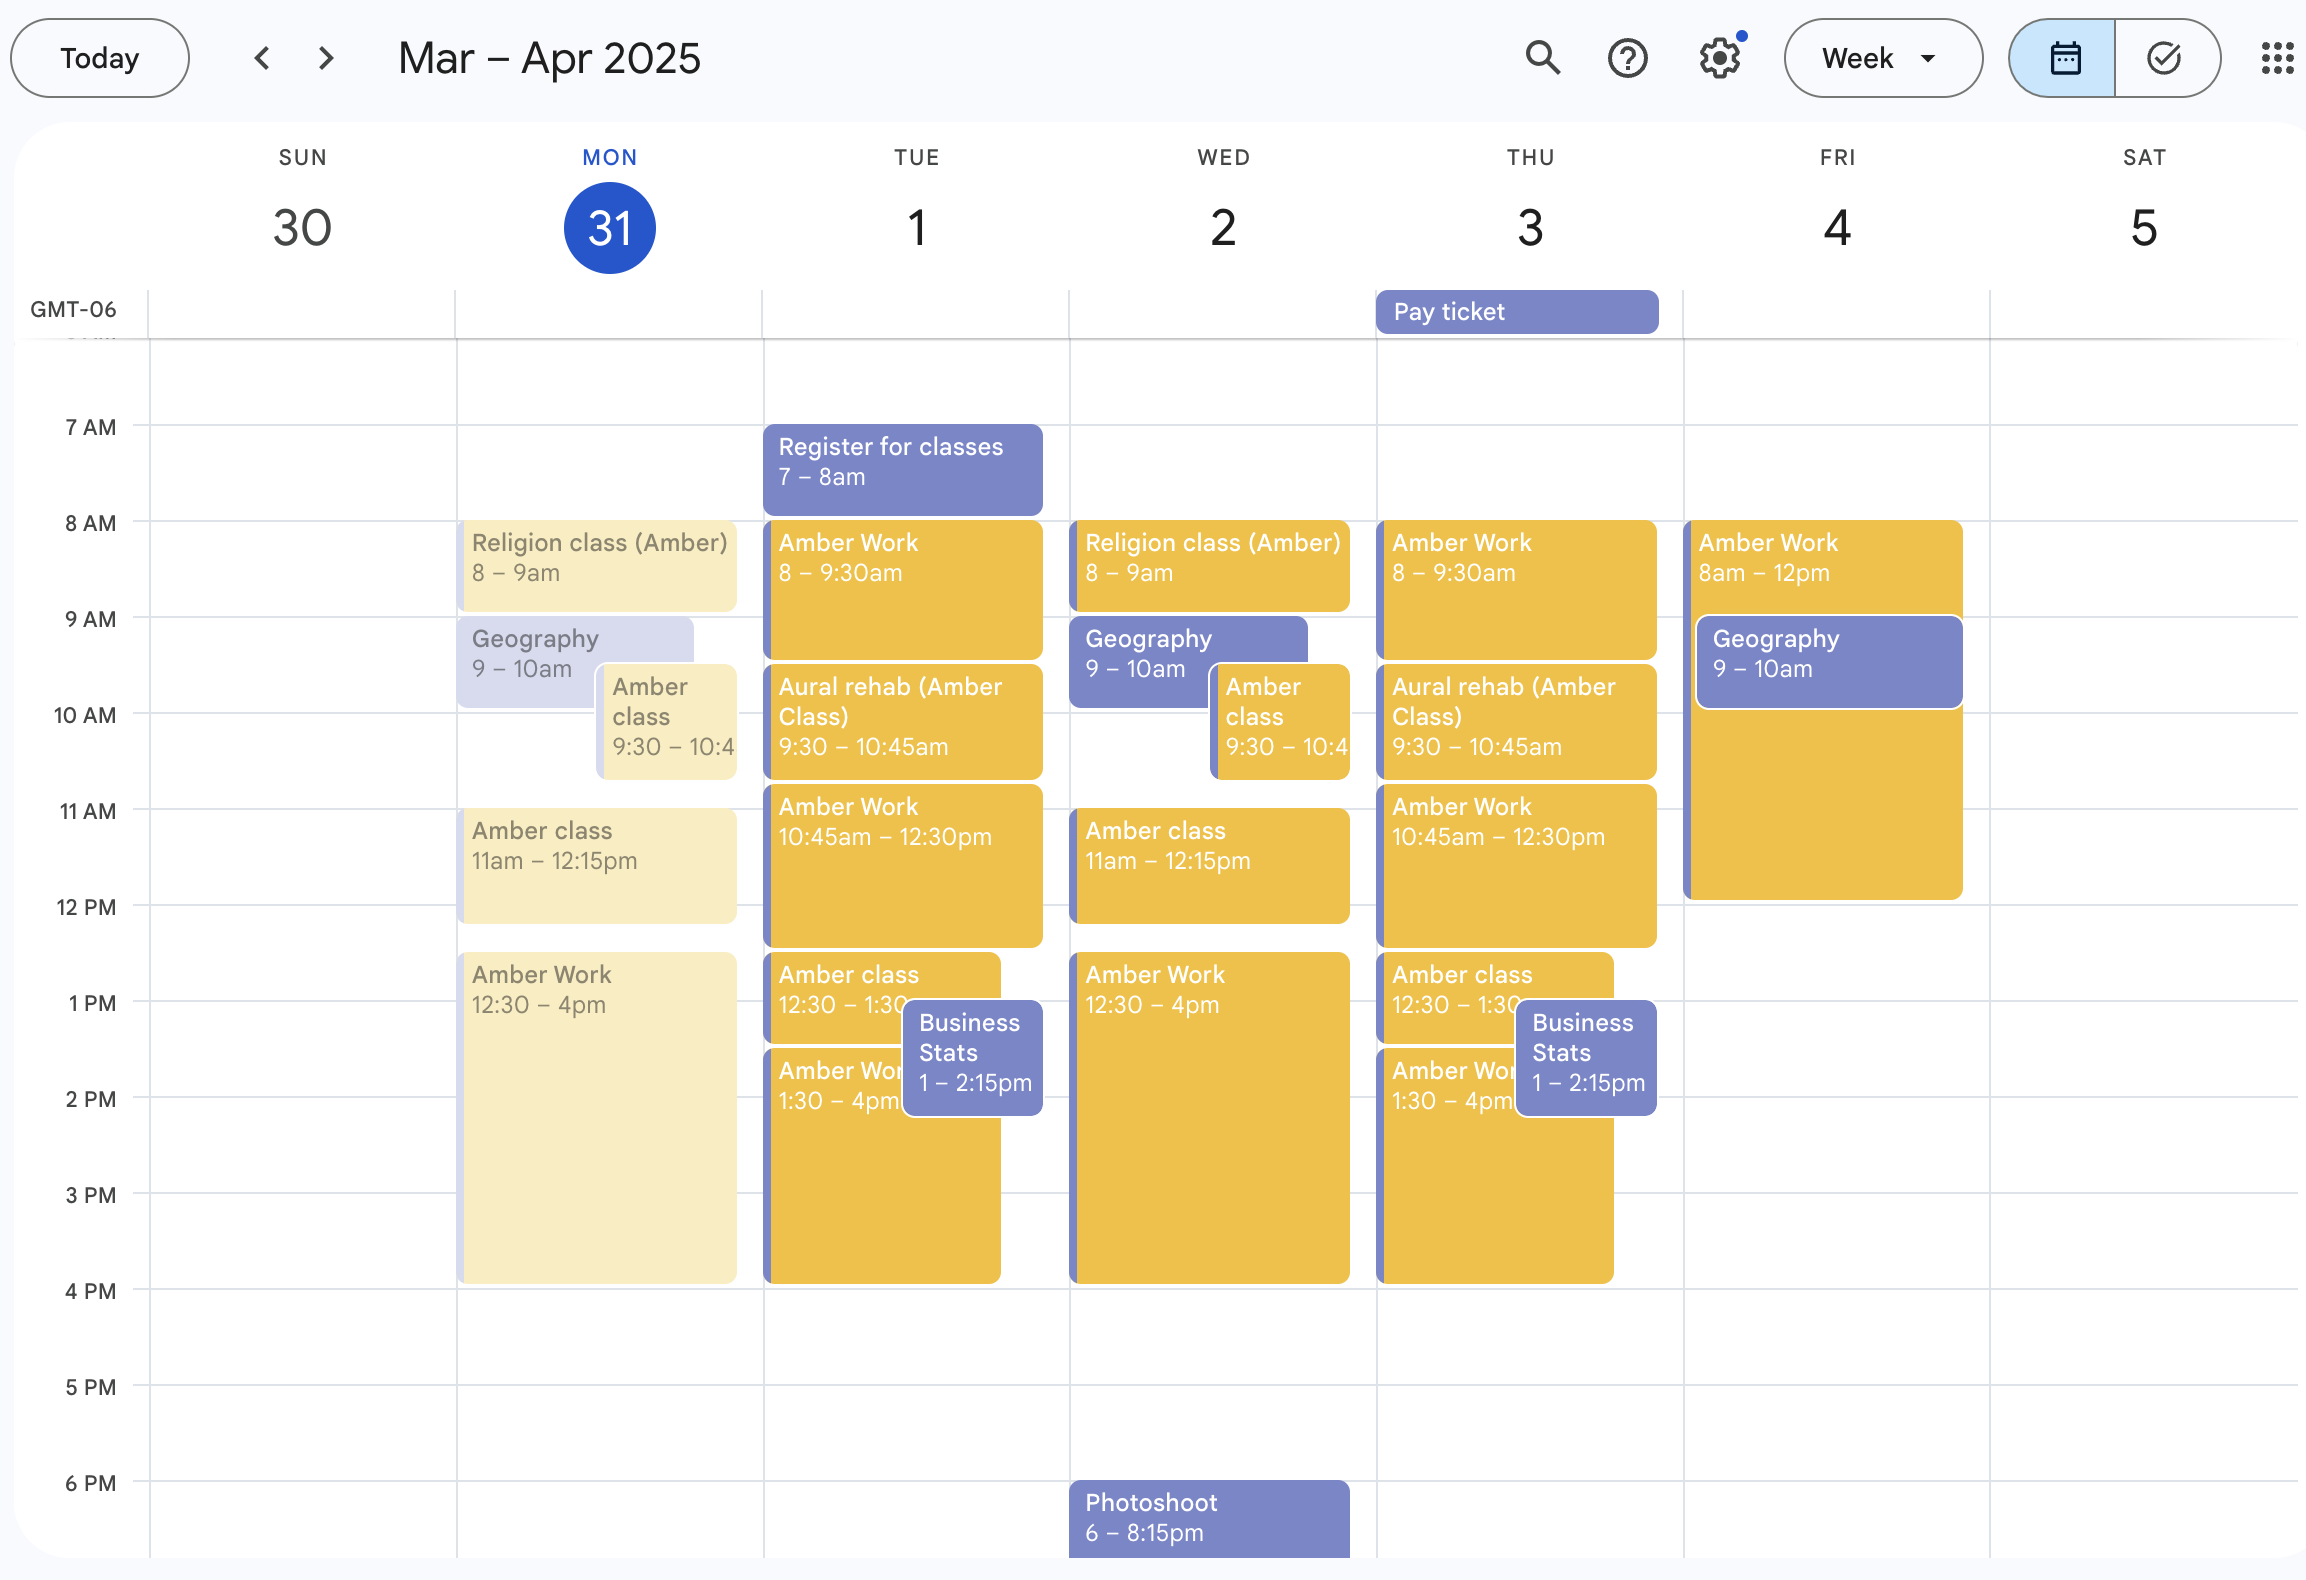 Today
Mar – Apr 2025
Week
SUN
30
MON
31
TUE
1
WED
2
THU
3
FRI
4
SAT
5
GMT-06
Pay ticket
7 AM
8 AM
9 AM
10 AM
11 AM
12 PM
1 PM
2 PM
3 PM
4 PM
5 PM
6 PM
Religion class (Amber)
8 – 9am
Geography
9 – 10am
Amber
class
9:30 – 10:4
Amber class
11am – 12:15pm
Amber Work
12:30 – 4pm
Register for classes
7 – 8am
Amber Work
8 – 9:30am
Aural rehab (Amber
Class)
9:30 – 10:45am
Amber Work
10:45am – 12:30pm
Amber class
12:30 – 1:30
Business
Stats
1 – 2:15pm
Amber Wor
1:30 – 4pm
Religion class (Amber)
8 – 9am
Geography
9 – 10am
Amber
class
9:30 – 10:4
Amber class
11am – 12:15pm
Amber Work
12:30 – 4pm
Photoshoot
6 – 8:15pm
Amber Work
8 – 9:30am
Aural rehab (Amber
Class)
9:30 – 10:45am
Amber Work
10:45am – 12:30pm
Amber class
12:30 – 1:30
Business
Stats
1 – 2:15pm
Amber Wor
1:30 – 4pm
Amber Work
8am – 12pm
Geography
9 – 10am